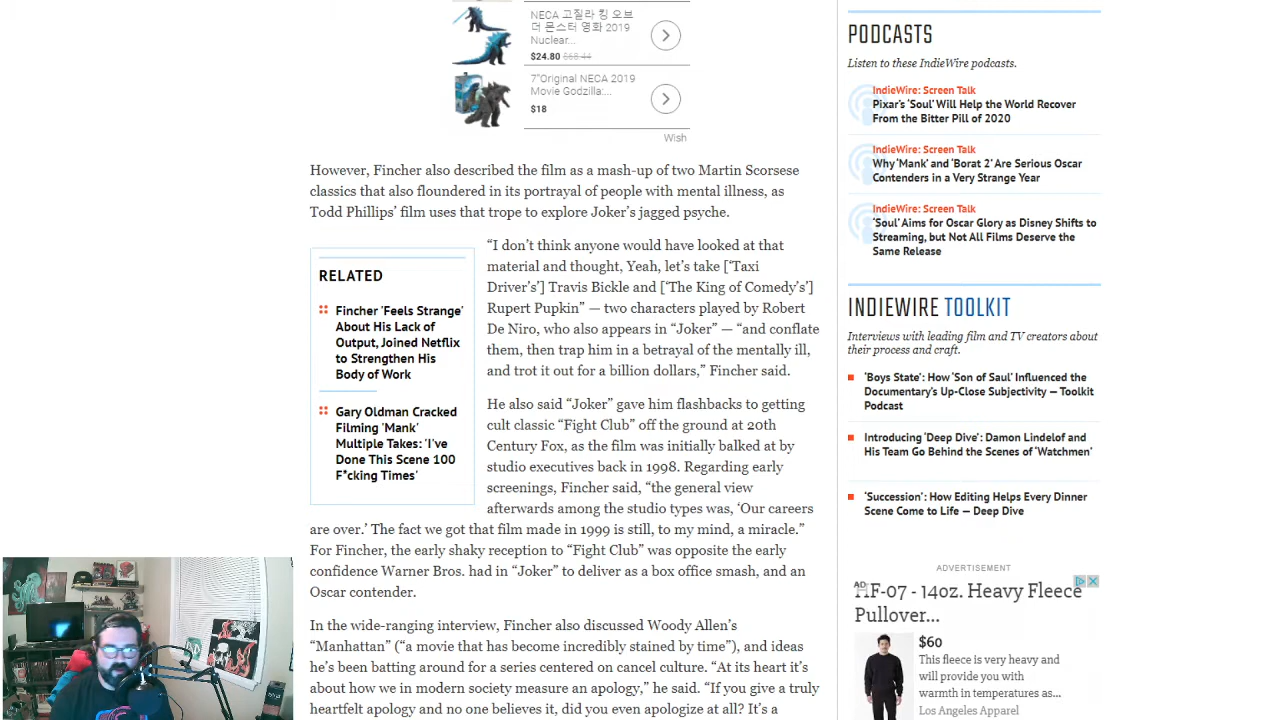 NECA 고질라 킹 오브
더 몬스터 영화 2019
Nuclear...
$24.80 $68.44
7"Original NECA 2019
Movie Godzilla:...
$18
Wish
However, Fincher also described the film as a mash-up of two Martin Scorsese
classics that also floundered in its portrayal of people with mental illness, as
Todd Phillips’ film uses that trope to explore Joker’s jagged psyche.
RELATED
Fincher 'Feels Strange'
About His Lack of
Output, Joined Netflix
to Strengthen His
Body of Work
Gary Oldman Cracked
Filming 'Mank'
Multiple Takes: 'I've
Done This Scene 100
F*cking Times'
“I don’t think anyone would have looked at that
material and thought, Yeah, let’s take [‘Taxi
Driver’s’] Travis Bickle and [‘The King of Comedy’s’]
Rupert Pupkin” — two characters played by Robert
De Niro, who also appears in “Joker” — “and conflate
them, then trap him in a betrayal of the mentally ill,
and trot it out for a billion dollars,” Fincher said.
He also said “Joker” gave him flashbacks to getting
cult classic “Fight Club” off the ground at 20th
Century Fox, as the film was initially balked at by
studio executives back in 1998. Regarding early
screenings, Fincher said, “the general view
afterwards among the studio types was, ‘Our careers
are over.’ The fact we got that film made in 1999 is still, to my mind, a miracle.”
For Fincher, the early shaky reception to “Fight Club” was opposite the early
confidence Warner Bros. had in “Joker” to deliver as a box office smash, and an
Oscar contender.
In the wide-ranging interview, Fincher also discussed Woody Allen’s
“Manhattan” (“a movie that has become incredibly stained by time”), and ideas
he’s been batting around for a series centered on cancel culture. “At its heart it’s
about how we in modern society measure an apology,” he said. “If you give a truly
heartfelt apology and no one believes it, did you even apologize at all? It’s a
PODCASTS
Listen to these IndieWire podcasts.
IndieWire: Screen Talk
Pixar’s ‘Soul’ Will Help the World Recover
From the Bitter Pill of 2020
IndieWire: Screen Talk
Why ‘Mank’ and ‘Borat 2’ Are Serious Oscar
Contenders in a Very Strange Year
IndieWire: Screen Talk
‘Soul’ Aims for Oscar Glory as Disney Shifts to
Streaming, but Not All Films Deserve the
Same Release
INDIEWIRE TOOLKIT
Interviews with leading film and TV creators about
their process and craft.
‘Boys State’: How ‘Son of Saul’ Influenced the
Documentary’s Up-Close Subjectivity — Toolkit
Podcast
Introducing ‘Deep Dive’: Damon Lindelof and
His Team Go Behind the Scenes of ‘Watchmen’
‘Succession’: How Editing Helps Every Dinner
Scene Come to Life — Deep Dive
ADVERTISEMENT
AD
HF-07 - 14oz. Heavy Fleece
Pullover...
$60
This fleece is very heavy and
will provide you with
warmth in temperatures as...
Los Angeles Apparel